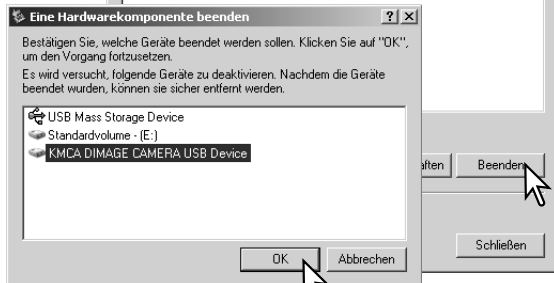 Eine Hardwarekomponente beenden
Bestätigen Sie, welche Geräte beendet werden sollen. Klicken Sie auf "OK",
um den Vorgang fortzusetzen.
Es wird versucht, folgende Geräte zu deaktivieren. Nachdem die Geräte
beendet wurden, können sie sicher entfernt werden.
USB Mass Storage Device
Standardvolume - (E:)
KMCA DIMAGE CAMERA USB Device
OK
Abbrechen
aften
Beenden
Schließen